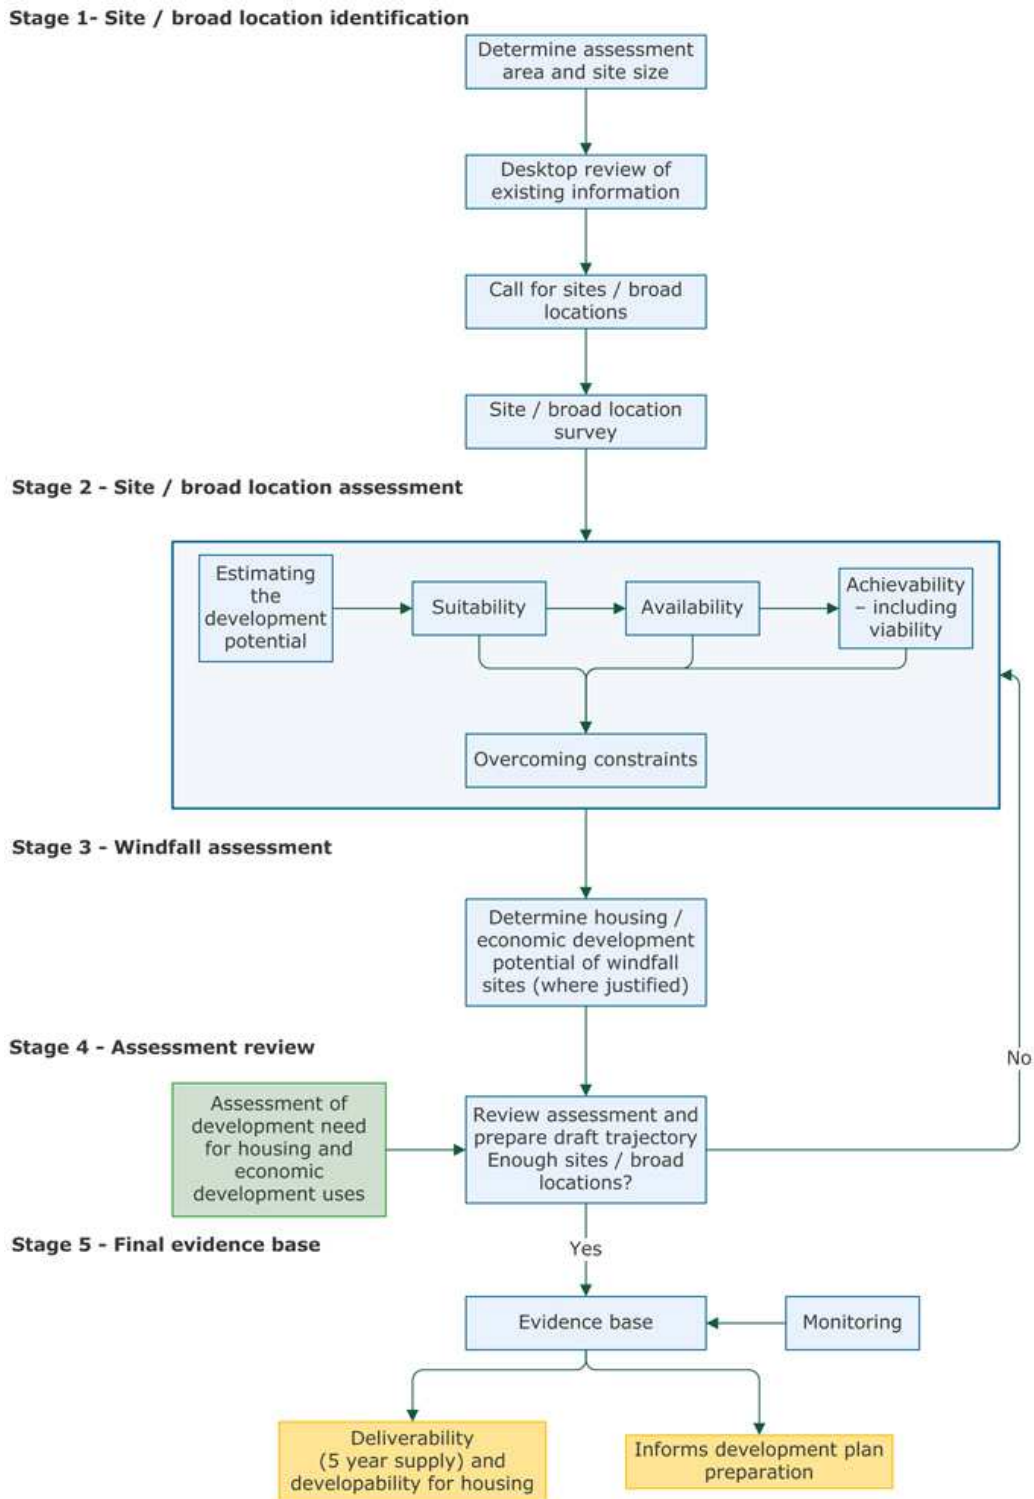 Stage 1- Site / broad location identification
Determine assessment
area and site size
Desktop review of
existing information
Call for sites / broad
locations
Site / broad location
survey
Stage 2 - Site / broad location assessment
Estimating
the
development
potential
Suitability
Availability
Achievability
– including
viability
Overcoming constraints
Stage 3 - Windfall assessment
Determine housing /
economic development
potential of windfall
sites (where justified)
Stage 4 - Assessment review
No
Assessment of
development need
for housing and
economic
development uses
Review assessment and
prepare draft trajectory
Enough sites / broad
locations?
Stage 5 - Final evidence base
Yes
Evidence base
Monitoring
Deliverability
(5 year supply) and
developability for housing
Informs development plan
preparation